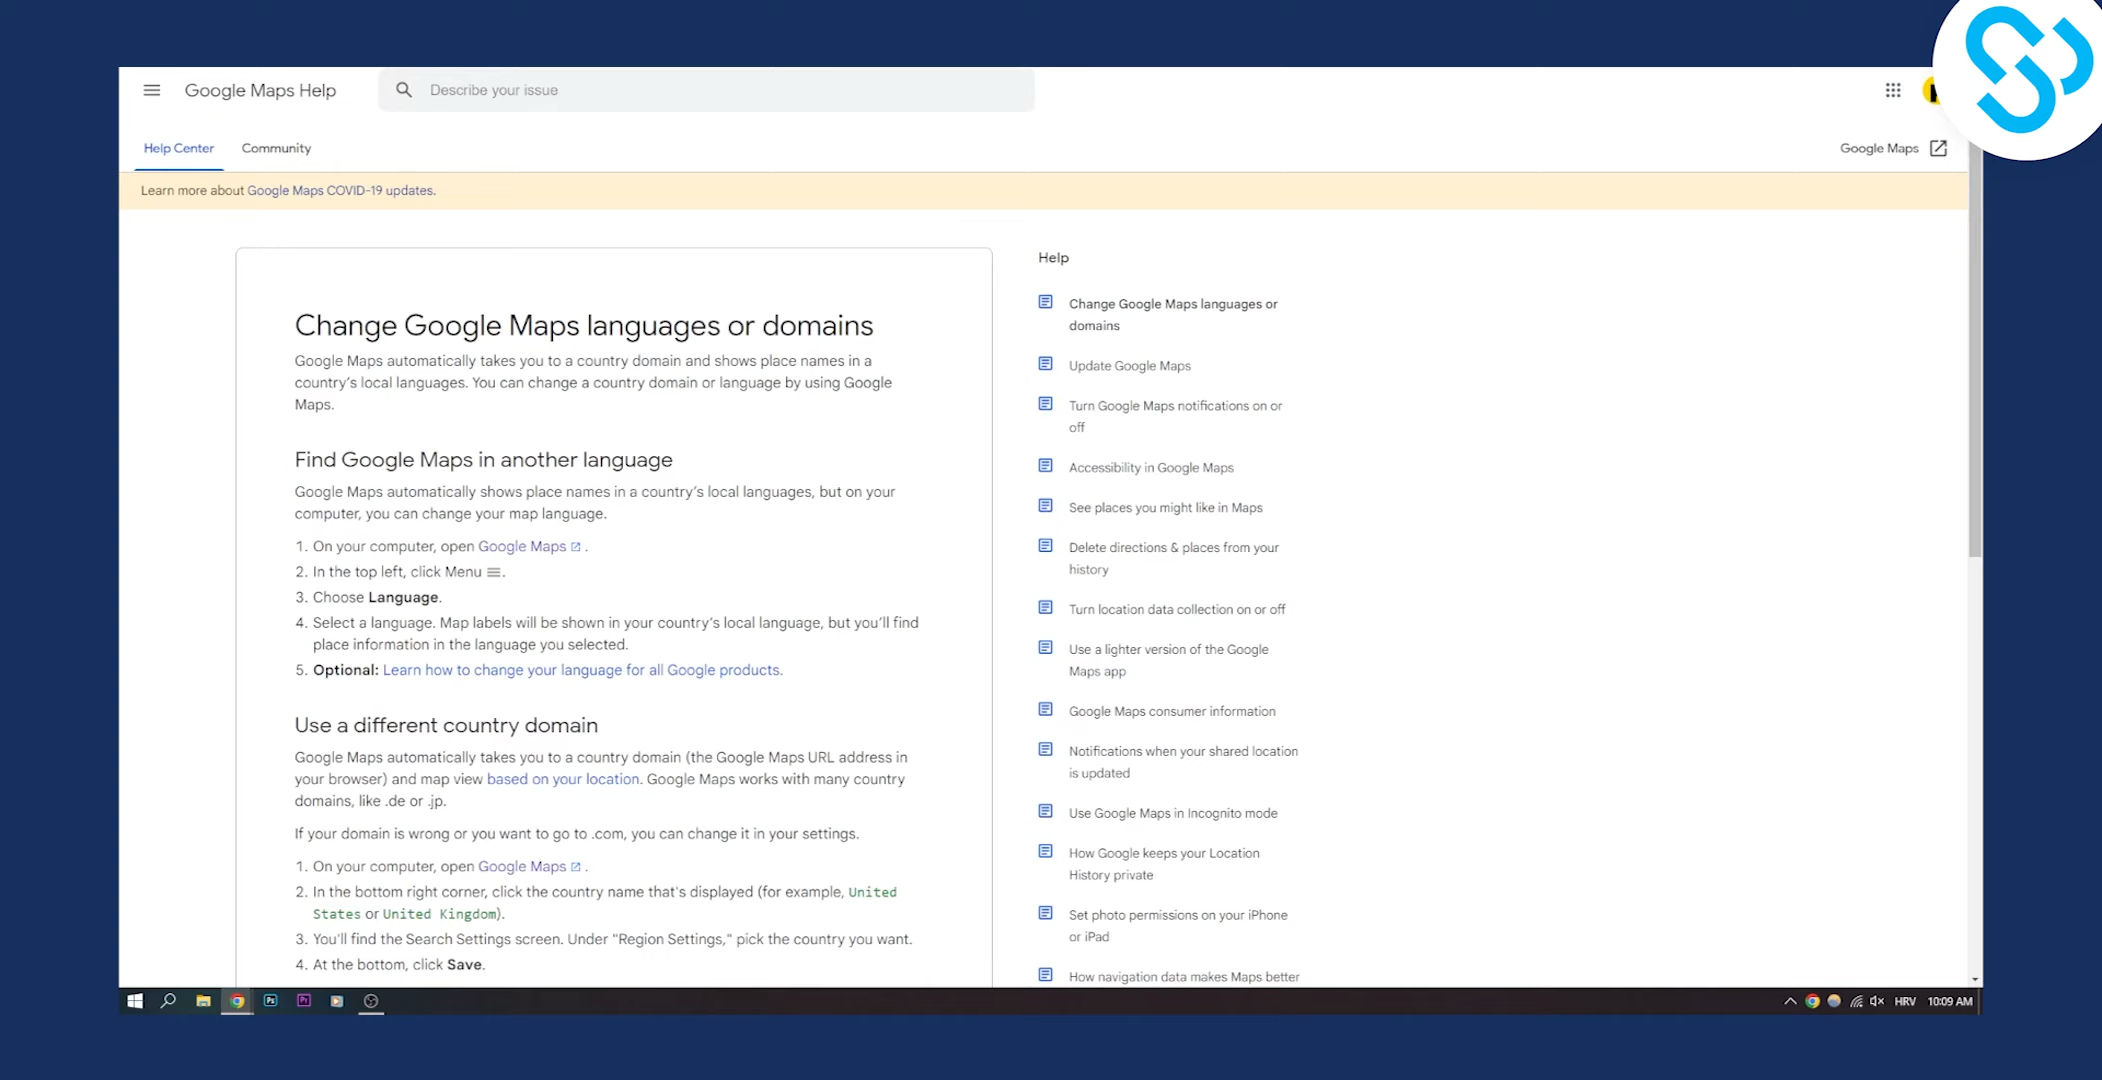 Google Maps Help
Describe your issue
Help Center
Community
Google Maps
Learn more about Google Maps COVID-19 updates.
Change Google Maps languages or domains
Google Maps automatically takes you to a country domain and shows place names in a
country's local languages. You can change a country domain or language by using Google
Maps.
Find Google Maps in another language
Google Maps automatically shows place names in a country's local languages, but on your
computer, you can change your map language.
1. On your computer, open Google Maps .
2. In the top left, click Menu .
3. Choose Language.
4. Select a language. Map labels will be shown in your country's local language, but you'll find
place information in the language you selected.
5. Optional: Learn how to change your language for all Google products.
Use a different country domain
Google Maps automatically takes you to a country domain (the Google Maps URL address in
your browser) and map view based on your location. Google Maps works with many country
domains, like .de or .jp.
If your domain is wrong or you want to go to .com, you can change it in your settings.
1. On your computer, open Google Maps .
2. In the bottom right corner, click the country name that's displayed (for example, United
States or United Kingdom).
3. You'll find the Search Settings screen. Under "Region Settings," pick the country you want.
4. At the bottom, click Save.
Help
Change Google Maps languages or
domains
Update Google Maps
Turn Google Maps notifications on or
off
Accessibility in Google Maps
See places you might like in Maps
Delete directions & places from your
history
Turn location data collection on or off
Use a lighter version of the Google
Maps app
Google Maps consumer information
Notifications when your shared location
is updated
Use Google Maps in Incognito mode
How Google keeps your Location
History private
Set photo permissions on your iPhone
or iPad
How navigation data makes Maps better
Ps
Pr
HRV
10:09 AM